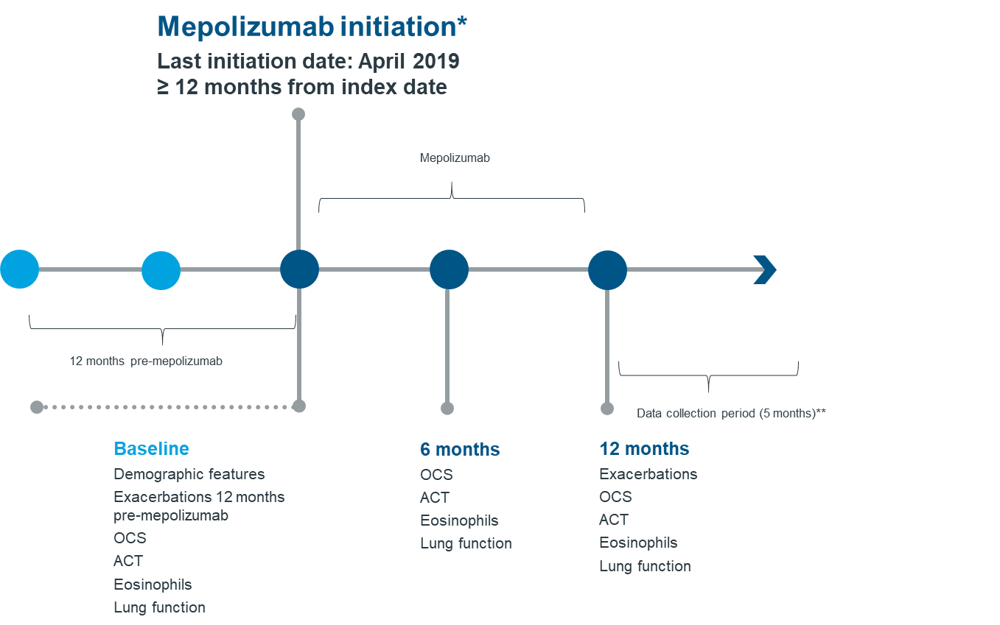 Mepolizumab initiation*
Last initiation date: April 2019
≥ 12 months from index date
Mepolizumab
12 months pre-mepolizumab
Data collection period (5 months)**
Baseline
Demographic features
Exacerbations 12 months
pre-mepolizumab
OCS
ACT
Eosinophils
Lung function
6 months
OCS
ACT
Eosinophils
Lung function
12 months
Exacerbations
OCS
ACT
Eosinophils
Lung function